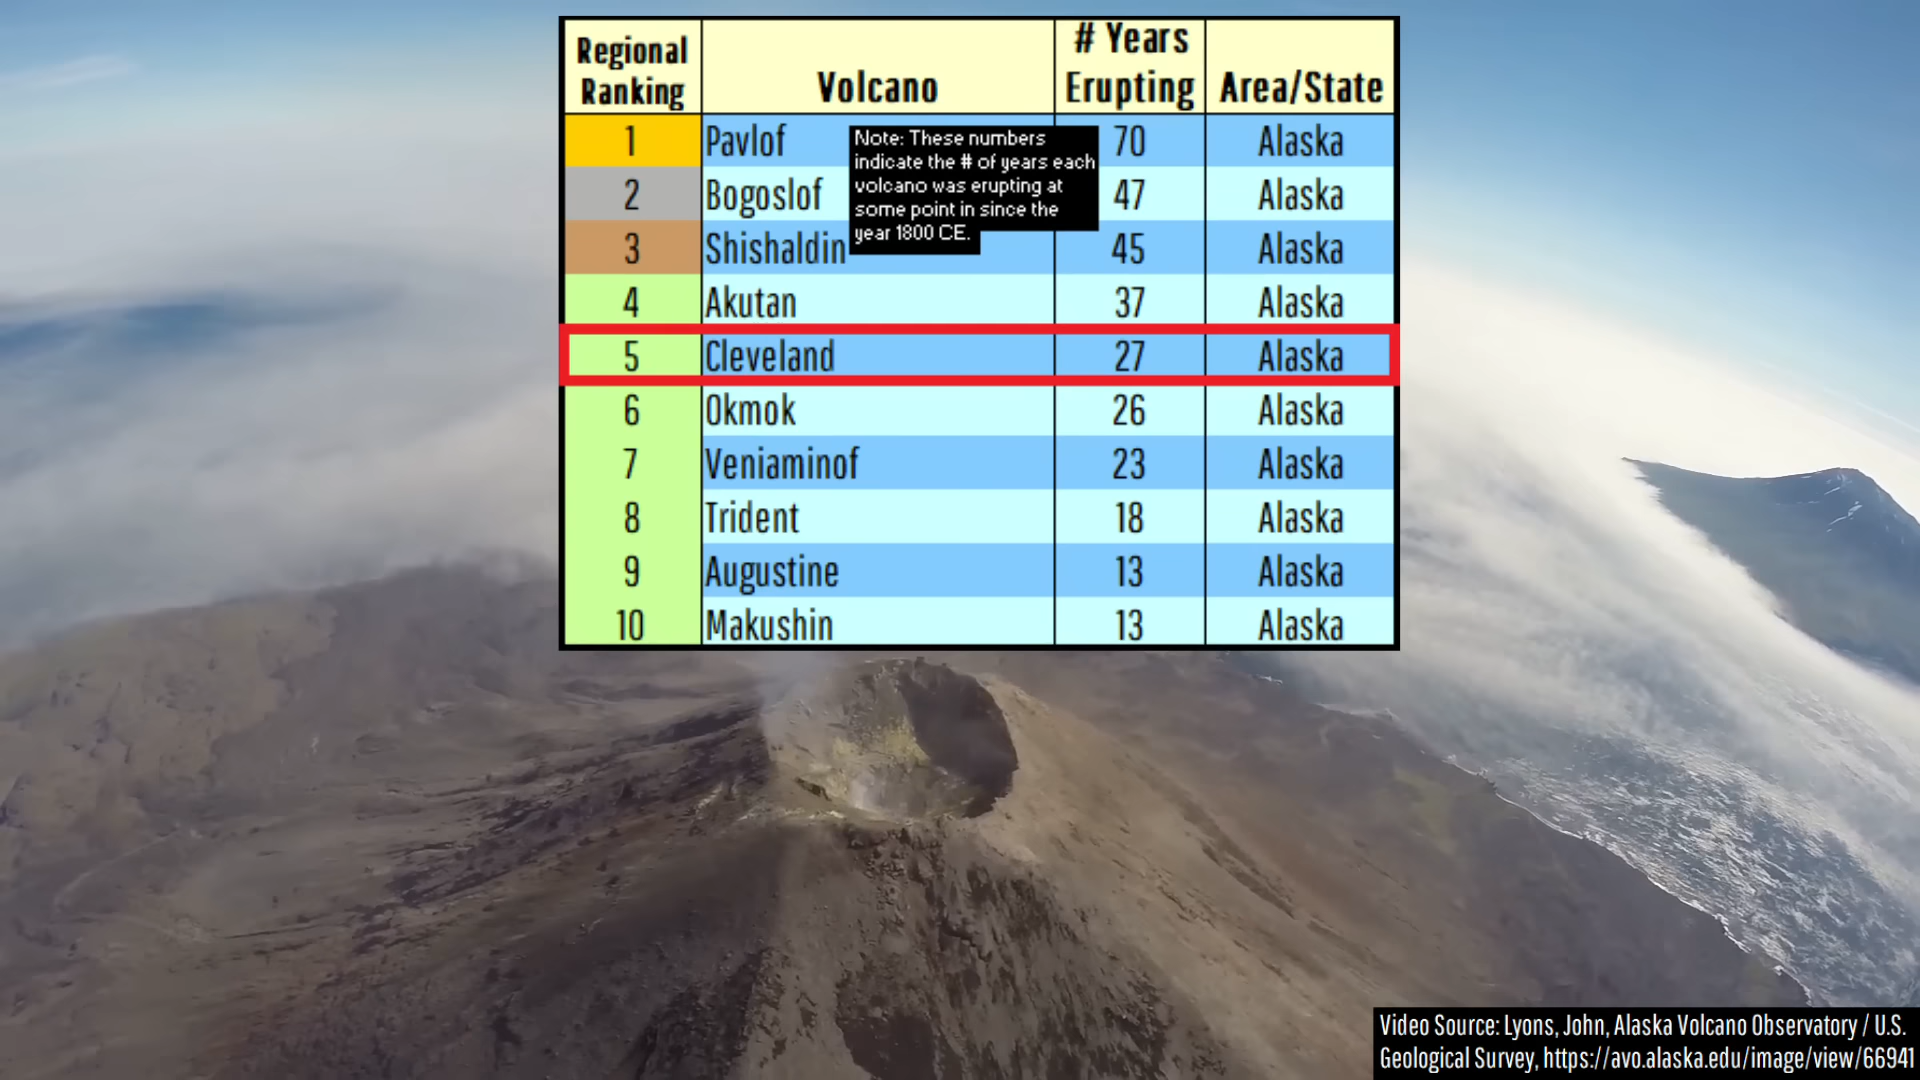 Regional Ranking | Volcano | # Years Erupting | Area/State
1 | Pavlof | 70 | Alaska
2 | Bogoslof | 47 | Alaska
3 | Shishaldin | 45 | Alaska
4 | Akutan | 37 | Alaska
5 | Cleveland | 27 | Alaska
6 | Okmok | 26 | Alaska
7 | Veniaminof | 23 | Alaska
8 | Trident | 18 | Alaska
9 | Augustine | 13 | Alaska
10 | Makushin | 13 | Alaska
Note: These numbers
indicate the # of years each
volcano was erupting at
some point in since the
year 1800 CE.
Video Source: Lyons, John, Alaska Volcano Observatory / U.S.
Geological Survey, https://avo.alaska.edu/image/view/66941